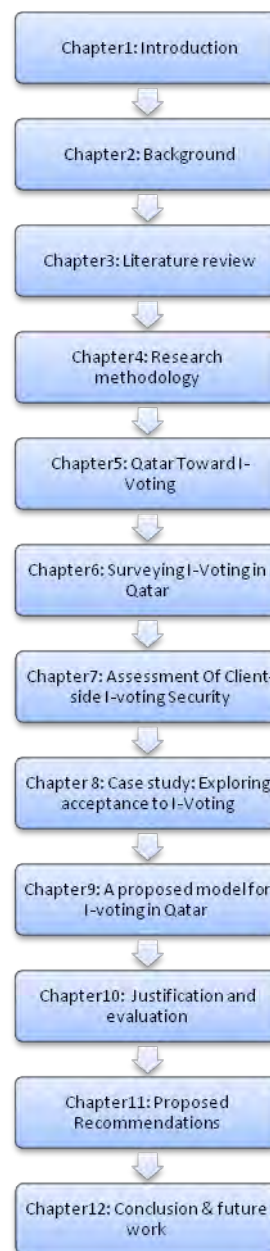 Chapter1: Introduction
Chapter2: Background
Chapter3: Literature review
Chapter4: Research
methodology
Chapter5: Qatar Toward I-
Voting
Chapter6: Surveying I-Voting in
Qatar
Chapter7: Assessment Of Client-
side I-voting Security
Chapter 8: Case study: Exploring
acceptance to I-Voting
Chapter9: A proposed model for
I-voting in Qatar
Chapter10: Justification and
evaluation
Chapter11: Proposed
Recommendations
Chapter12: Conclusion & future
work